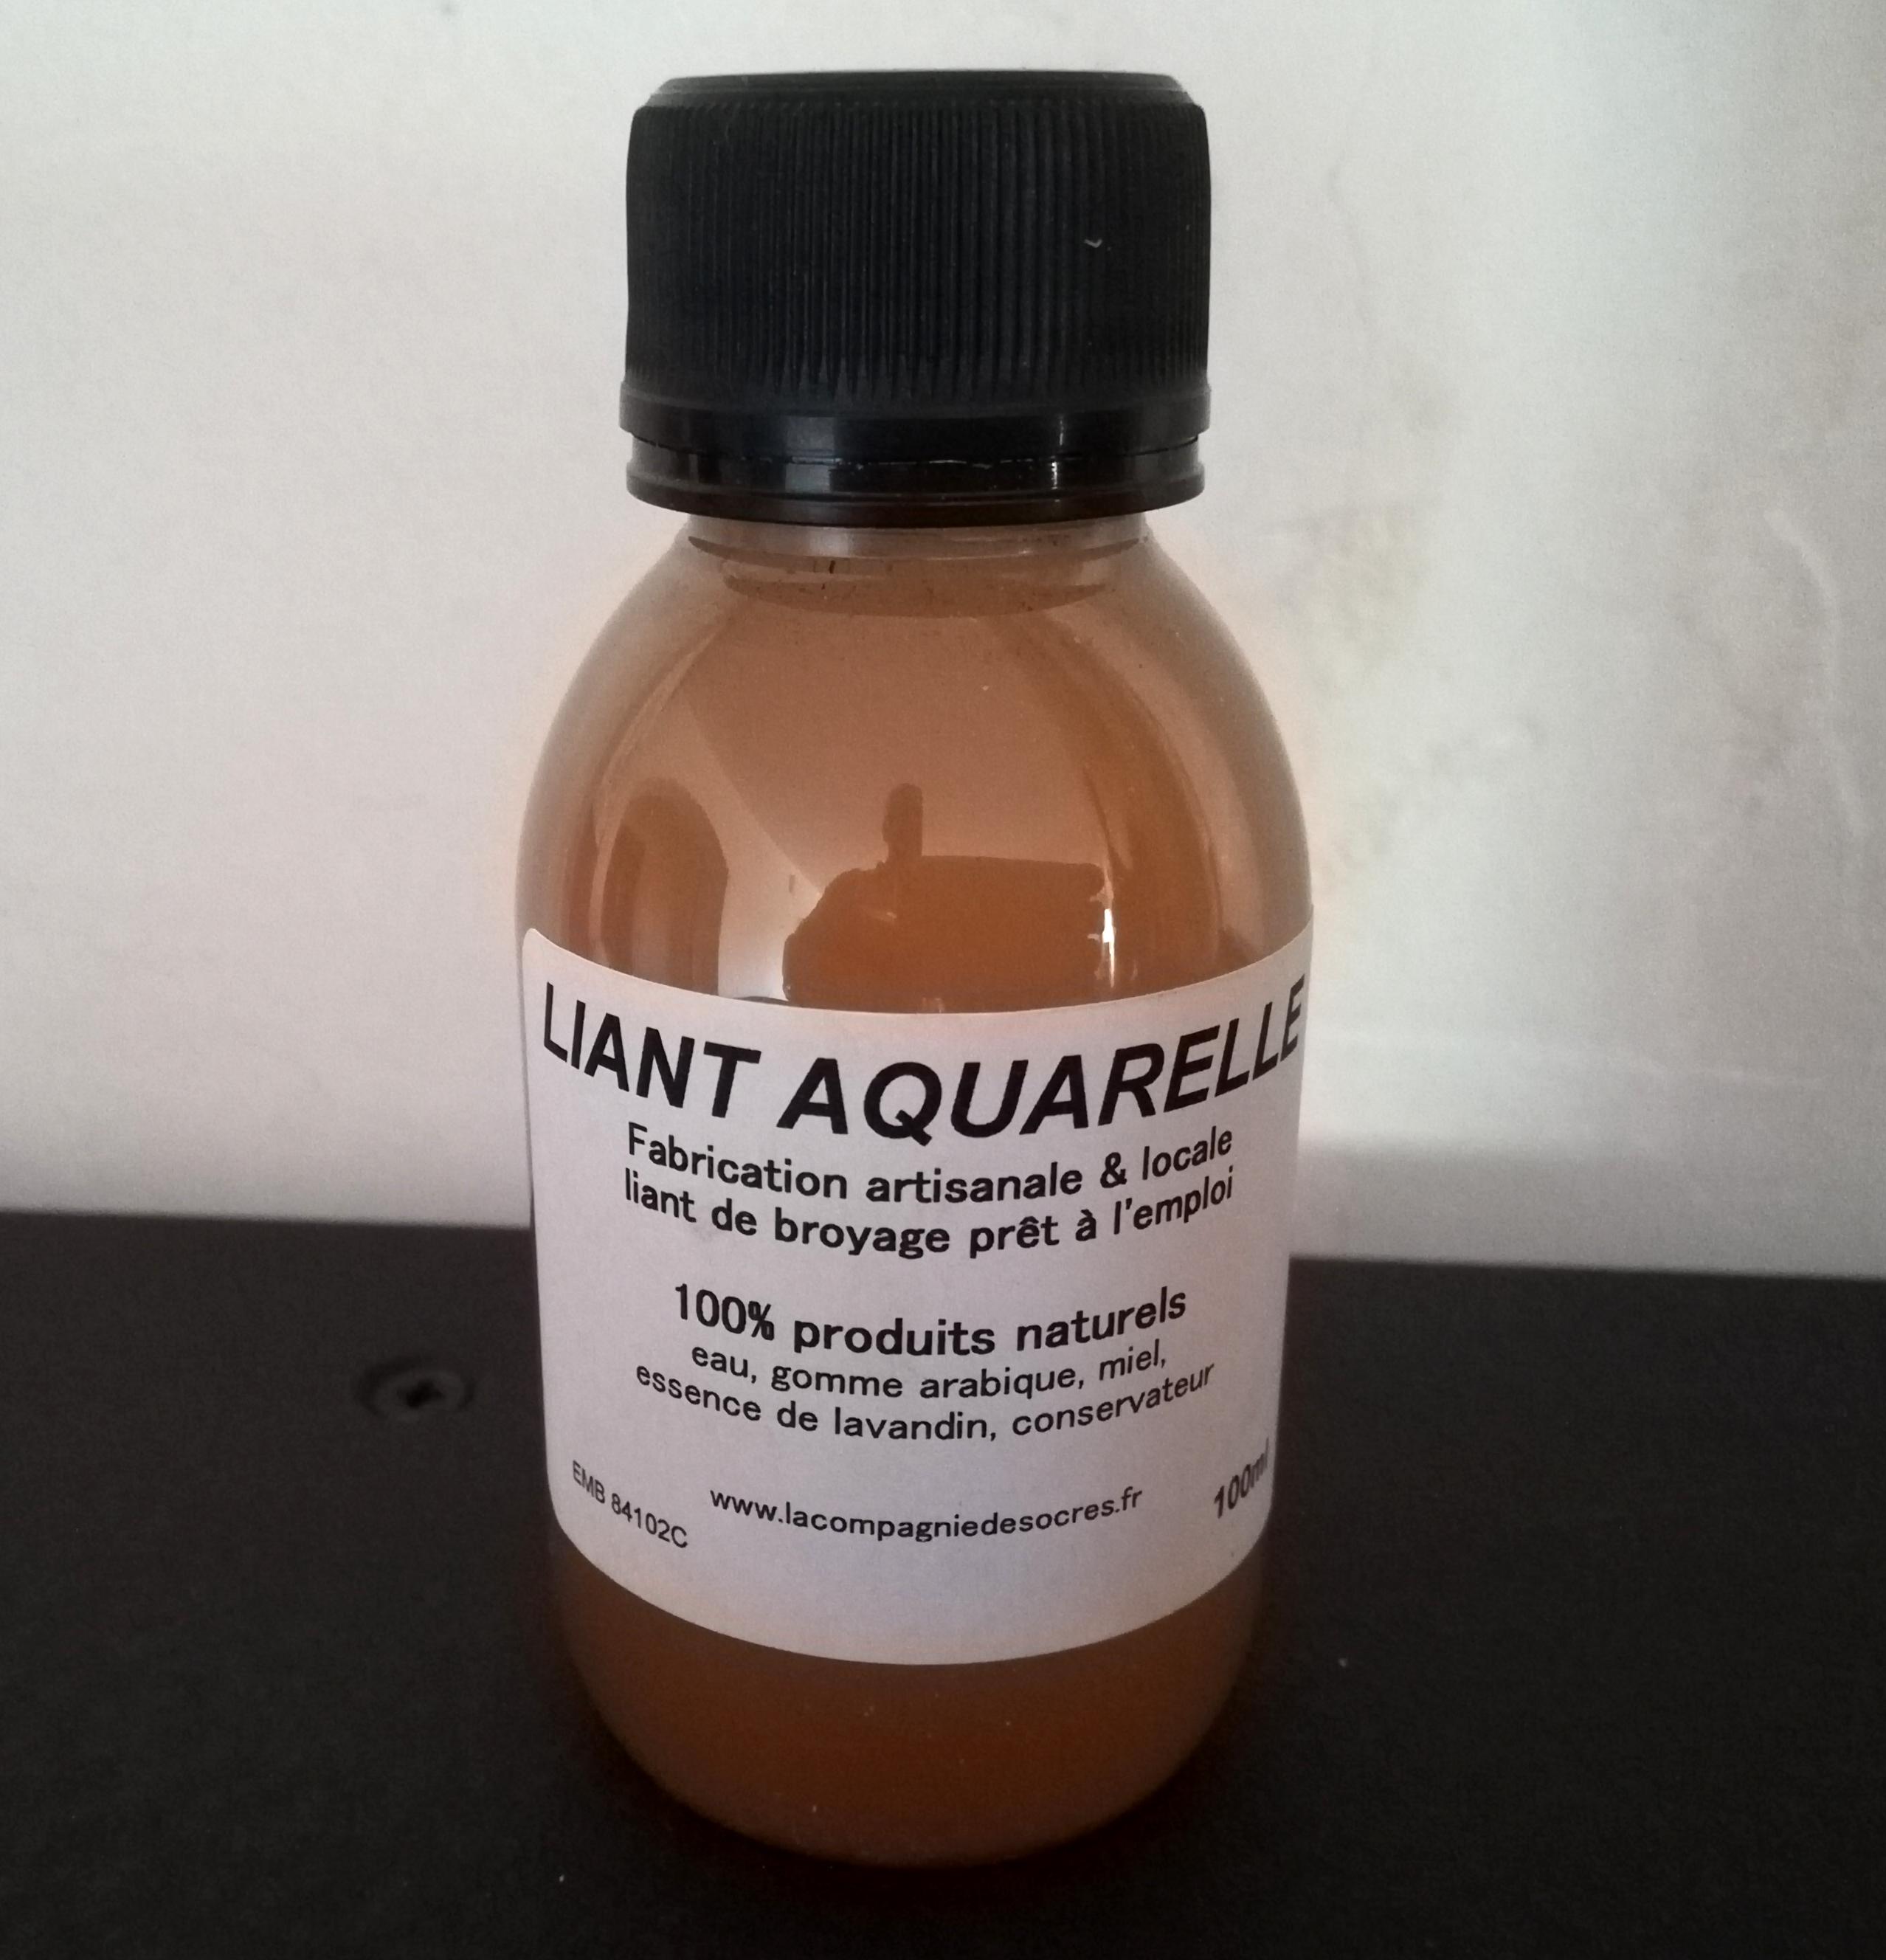 LIANT AQUARELLE
Fabrication artisanale & locale
liant de broyage prêt à l'emploi
100% produits naturels
eau, gomme arabique, miel,
essence de lavandin, conservateur
EMB 84102C
www.lacompagniedesocres.fr
100ml